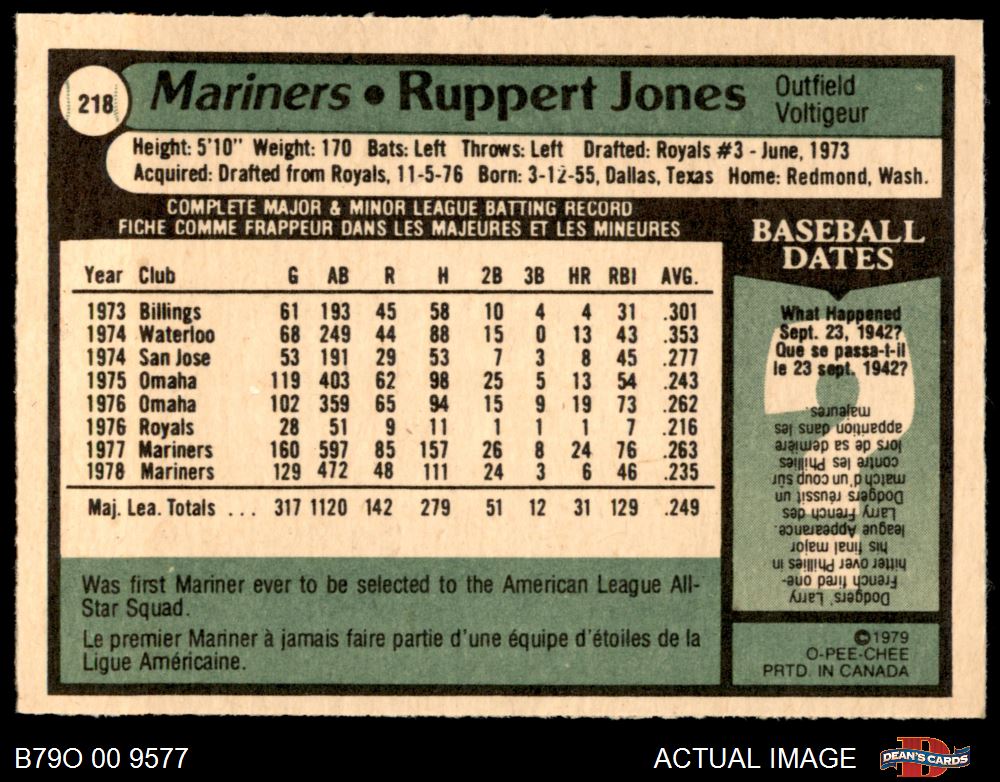 218
Mariners • Ruppert Jones
Outfield
Voltigeur
Height: 5'10" Weight: 170 Bats: Left Throws: Left Drafted: Royals #3 - June, 1973
Acquired: Drafted from Royals, 11-5-76 Born: 3-12-55, Dallas, Texas Home: Redmond, Wash.
COMPLETE MAJOR & MINOR LEAGUE BATTING RECORD
FICHE COMME FRAPPEUR DANS LES MAJEURES ET LES MINEURES
Year Club G AB R H 2B 3B HR RBI AVG.
1973 Billings 61 193 45 58 10 4 4 31 .301
1974 Waterloo 68 249 44 88 15 0 13 43 .353
1974 San Jose 53 191 29 53 7 3 8 45 .277
1975 Omaha 119 403 62 98 25 5 13 54 .243
1976 Omaha 102 359 65 94 15 9 19 73 .262
1976 Royals 28 51 9 11 1 1 1 7 .216
1977 Mariners 160 597 85 157 26 8 24 76 .263
1978 Mariners 129 472 48 111 24 3 6 46 .235
Maj. Lea. Totals ... 317 1120 142 279 51 12 31 129 .249
Was first Mariner ever to be selected to the American League All-
Star Squad.
Le premier Mariner à jamais faire partie d'une équipe d'étoiles de la
Ligue Américaine.
BASEBALL
DATES
What Happened
Sept. 23, 1942?
Que se passa-t-il
le 23 sept. 1942?
Dodgers' Larry
French fired one-
hitter over Phillies in
his final major
league Appearance.
Larry French des
Dodgers réussit un
match d'un coup sûr
contre les Phillies
lors de sa dernière
apparition dans les
majeures.
©1979
O-PEE-CHEE
PRTD. IN CANADA
B79O 00 9577
ACTUAL IMAGE
DEAN'S CARDS